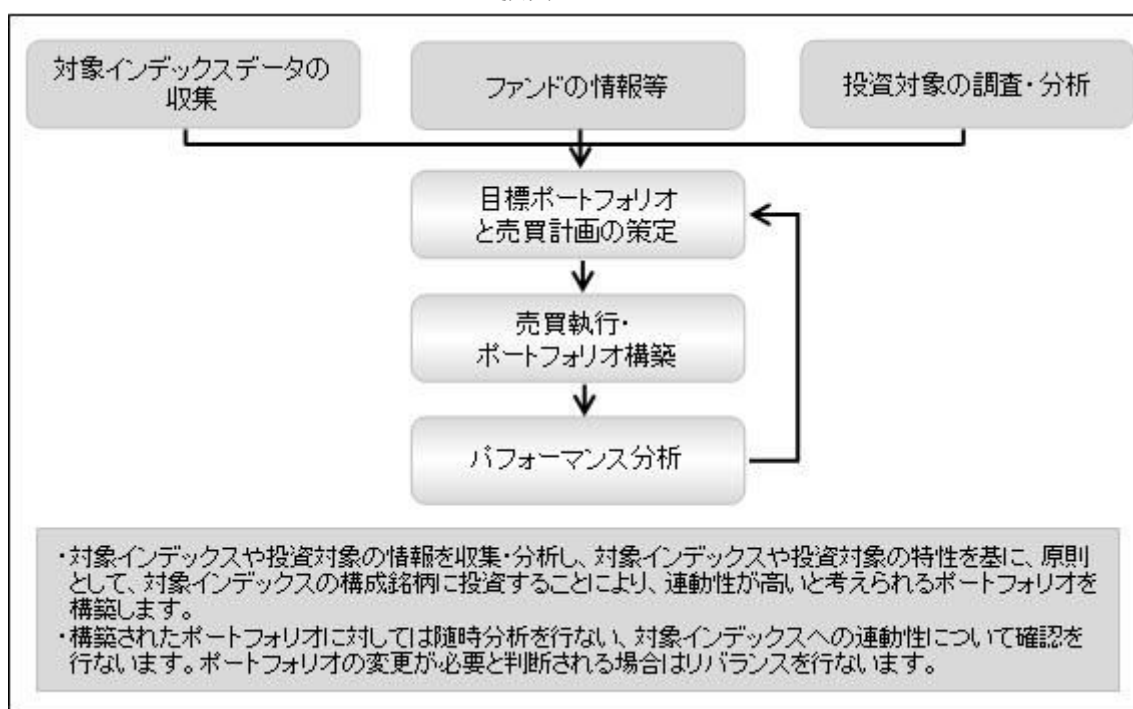 対象インデックスデータの
収集
ファンドの情報等
投資対象の調査・分析
目標ポートフォリオ
と売買計画の策定
売買執行・
ポートフォリオ構築
パフォーマンス分析
・対象インデックスや投資対象の情報を収集・分析し、対象インデックスや投資対象の特性を基に、原則
として、対象インデックスの構成銘柄に投資することにより、連動性が高いと考えられるポートフォリオを
構築します。
・構築されたポートフォリオに対しては随時分析を行ない、対象インデックスへの連動性について確認を
行ないます。ポートフォリオの変更が必要と判断される場合はリバランスを行ないます。